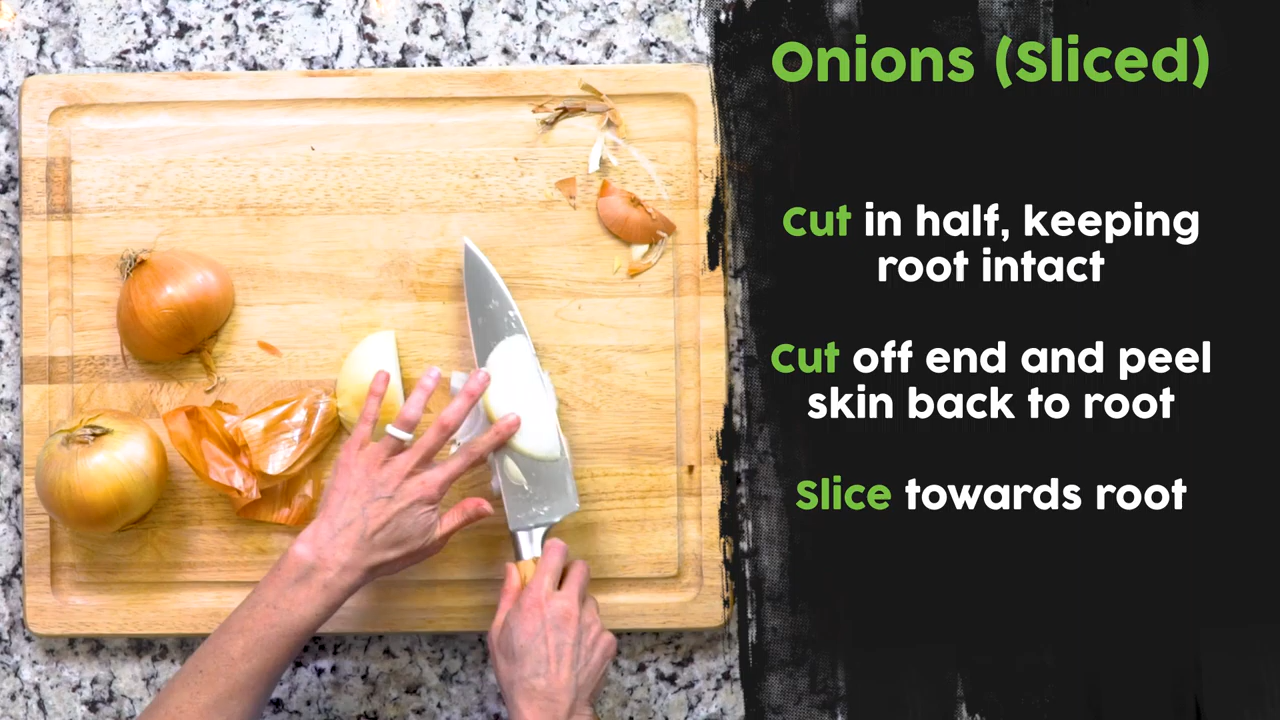 Onions (Sliced)
Cut in half, keeping
root intact
Cut off end and peel
skin back to root
Slice towards root